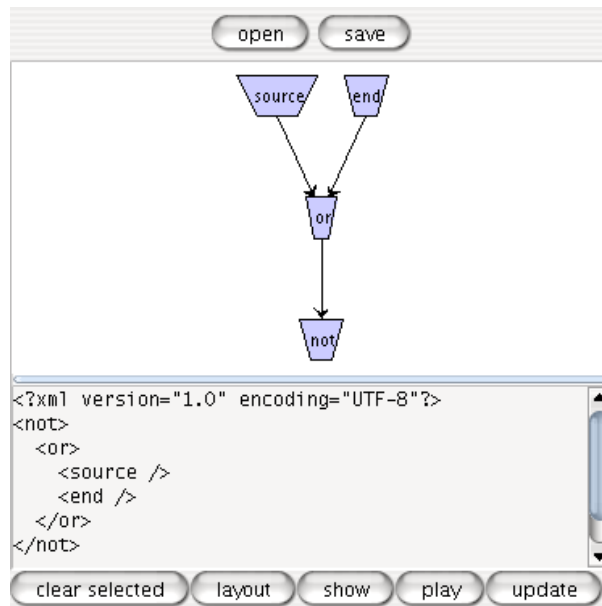 open save
source end
or
not
<?xml version="1.0" encoding="UTF-8"?>
<not>
  <or>
    <source />
    <end />
  </or>
</not>
clear selected layout show play update